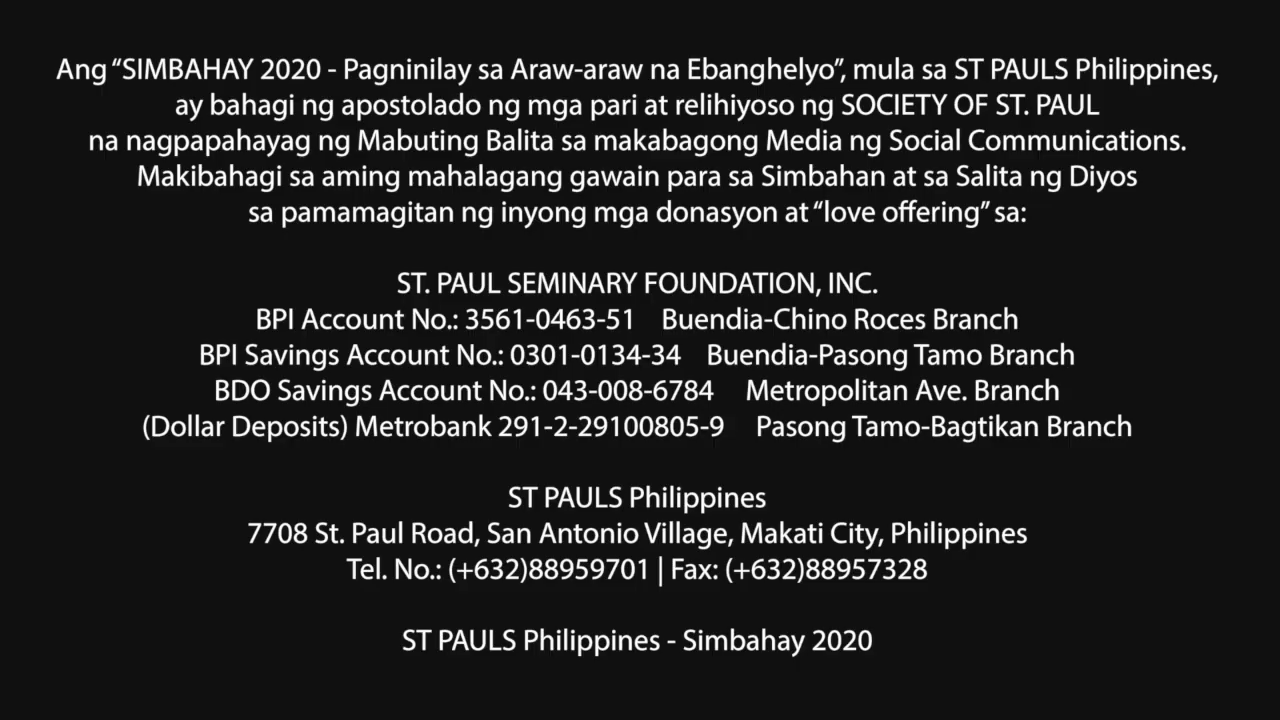 Ang “SIMBAHAY 2020 - Pagninilay sa Araw-araw na Ebanghelyo”, mula sa ST PAULS Philippines,
ay bahagi ng apostolado ng mga pari at relihiyoso ng SOCIETY OF ST. PAUL
na nagpapahayag ng Mabuting Balita sa makabagong Media ng Social Communications.
Makibahagi sa aming mahalagang gawain para sa Simbahan at sa Salita ng Diyos
sa pamamagitan ng inyong mga donasyon at “love offering” sa:
ST. PAUL SEMINARY FOUNDATION, INC.
BPI Account No.: 3561-0463-51 Buendia-Chino Roces Branch
BPI Savings Account No.: 0301-0134-34 Buendia-Pasong Tamo Branch
BDO Savings Account No.: 043-008-6784 Metropolitan Ave. Branch
(Dollar Deposits) Metrobank 291-2-29100805-9 Pasong Tamo-Bagtikan Branch
ST PAULS Philippines
7708 St. Paul Road, San Antonio Village, Makati City, Philippines
Tel. No.: (+632)88959701 | Fax: (+632)88957328
ST PAULS Philippines - Simbahay 2020